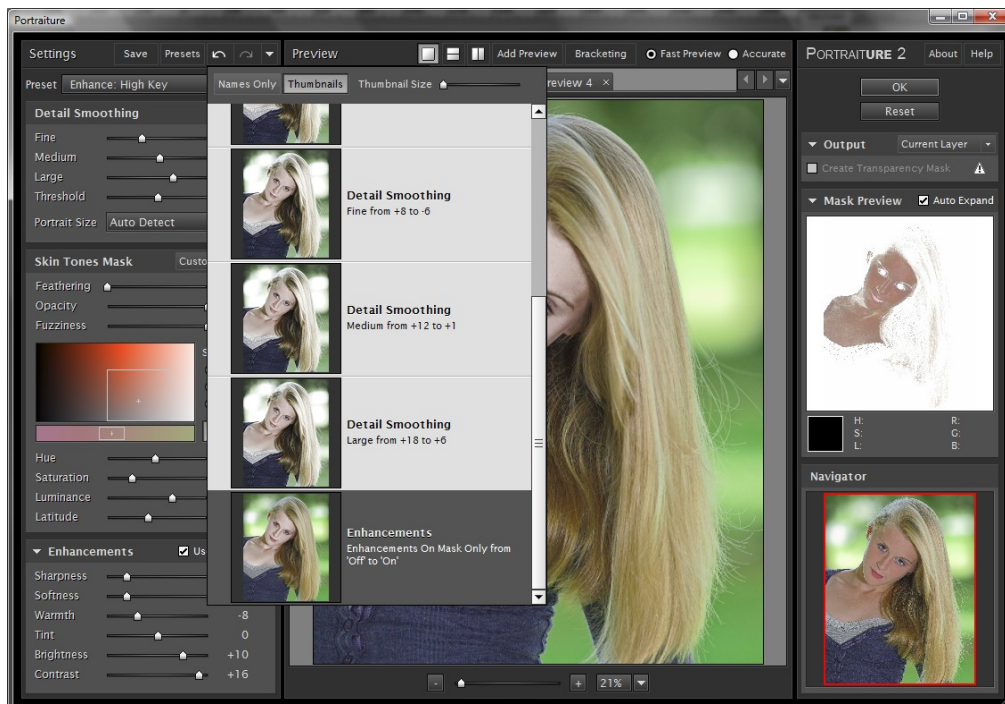 Portraiture
Settings
Save
Presets
Preset
Enhance: High Key
Detail Smoothing
Fine
Medium
Large
Threshold
Portrait Size
Auto Detect
Skin Tones Mask
Feathering
Opacity
Fuzziness
Hue
Saturation
Luminance
Latitude
Enhancements
Sharpness
Softness
Warmth
-8
Tint
0
Brightness
+10
Contrast
+16
Names Only
Thumbnails
Thumbnail Size
Detail Smoothing
Fine from +8 to -6
Detail Smoothing
Medium from +12 to +1
Detail Smoothing
Large from +18 to +6
Enhancements
Enhancements On Mask Only from
'Off' to 'On'
Preview
Add Preview
Bracketing
Fast Preview
Accurate
4 ×
- + 21%
PORTRAITURE 2
About
Help
OK
Reset
Output
Current Layer
Create Transparency Mask
Mask Preview
Auto Expand
H:
R:
S:
G:
L:
B:
Navigator